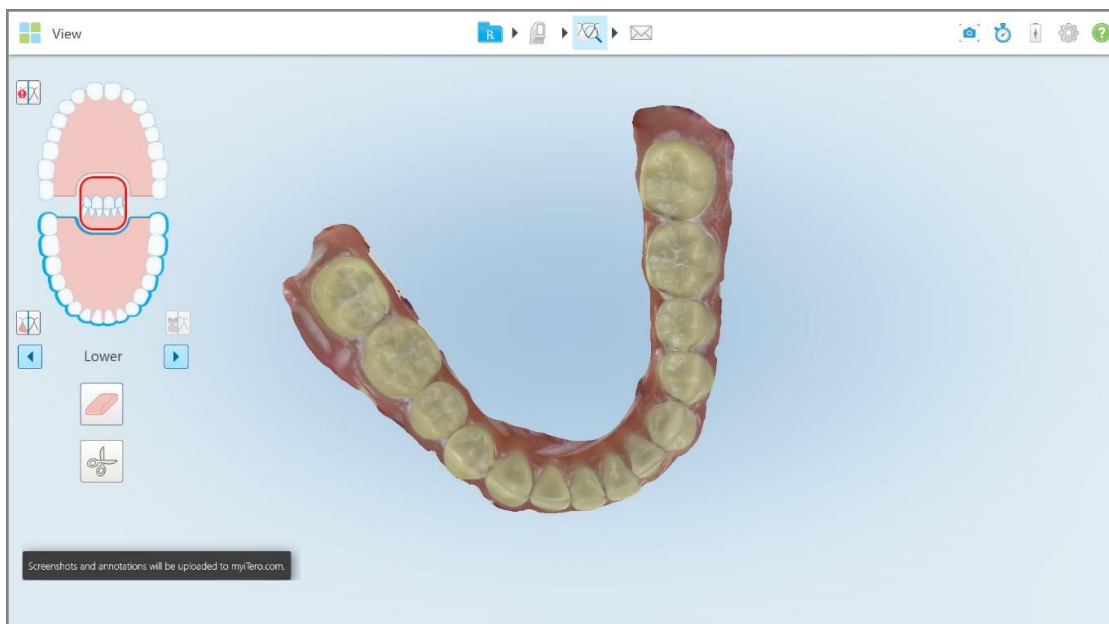 View
R
?
Lower
Screenshots and annotations will be uploaded to myiTero.com.